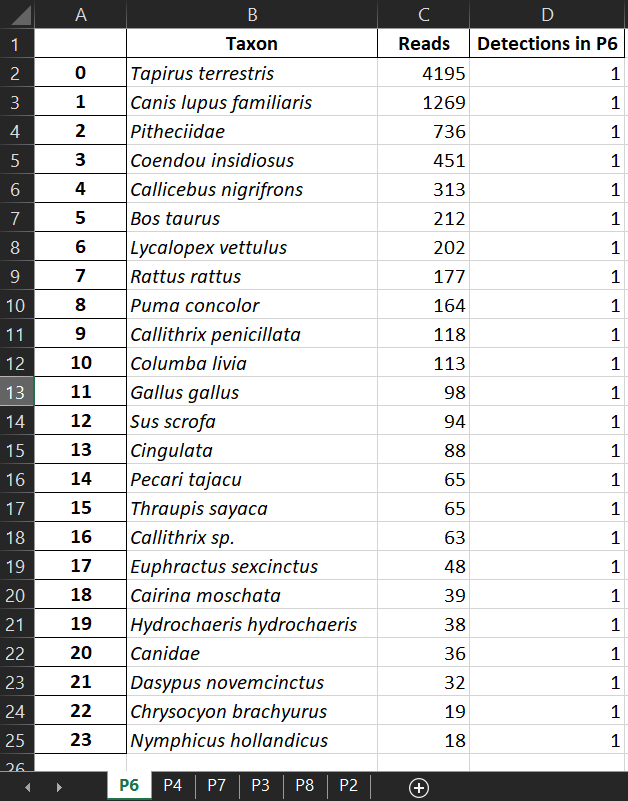 A B C D
1 Taxon Reads Detections in P6
2 0 Tapirus terrestris 4195 1
3 1 Canis lupus familiaris 1269 1
4 2 Pitheciidae 736 1
5 3 Coendou insidiosus 451 1
6 4 Callicebus nigrifrons 313 1
7 5 Bos taurus 212 1
8 6 Lycalopex vettulus 202 1
9 7 Rattus rattus 177 1
10 8 Puma concolor 164 1
11 9 Callithrix penicillata 118 1
12 10 Columba livia 113 1
13 11 Gallus gallus 98 1
14 12 Sus scrofa 94 1
15 13 Cingulata 88 1
16 14 Pecari tajacu 65 1
17 15 Thraupis sayaca 65 1
18 16 Callithrix sp. 63 1
19 17 Euphractus sexcinctus 48 1
20 18 Cairina moschata 39 1
21 19 Hydrochaeris hydrochaeris 38 1
22 20 Canidae 36 1
23 21 Dasypus novemcinctus 32 1
24 22 Chrysocyon brachyurus 19 1
25 23 Nymphicus hollandicus 18 1
26
P6 P4 P7 P3 P8 P2